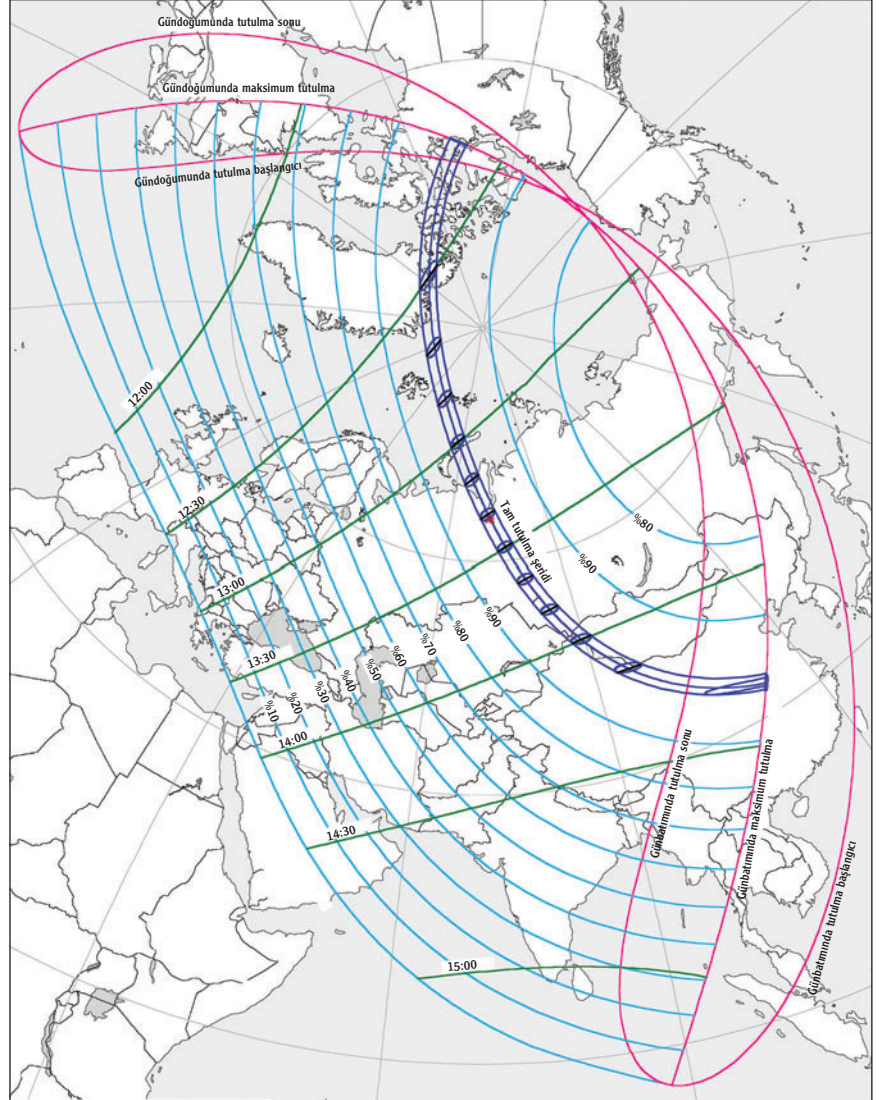 Gündoğumunda tutulma sonu
Gündoğumunda maksimum tutulma
Gündoğumunda tutulma başlangıcı
12:00
12:30
Tam tutulma şeridi
%80
%90
13:00
%90
%80
%70
%60
%50
%40
%30
%20
%10
13:30
14:00
Günbatımında tutulma sonu
Günbatımında maksimum tutulma
Günbatımında tutulma başlangıcı
14:30
15:00